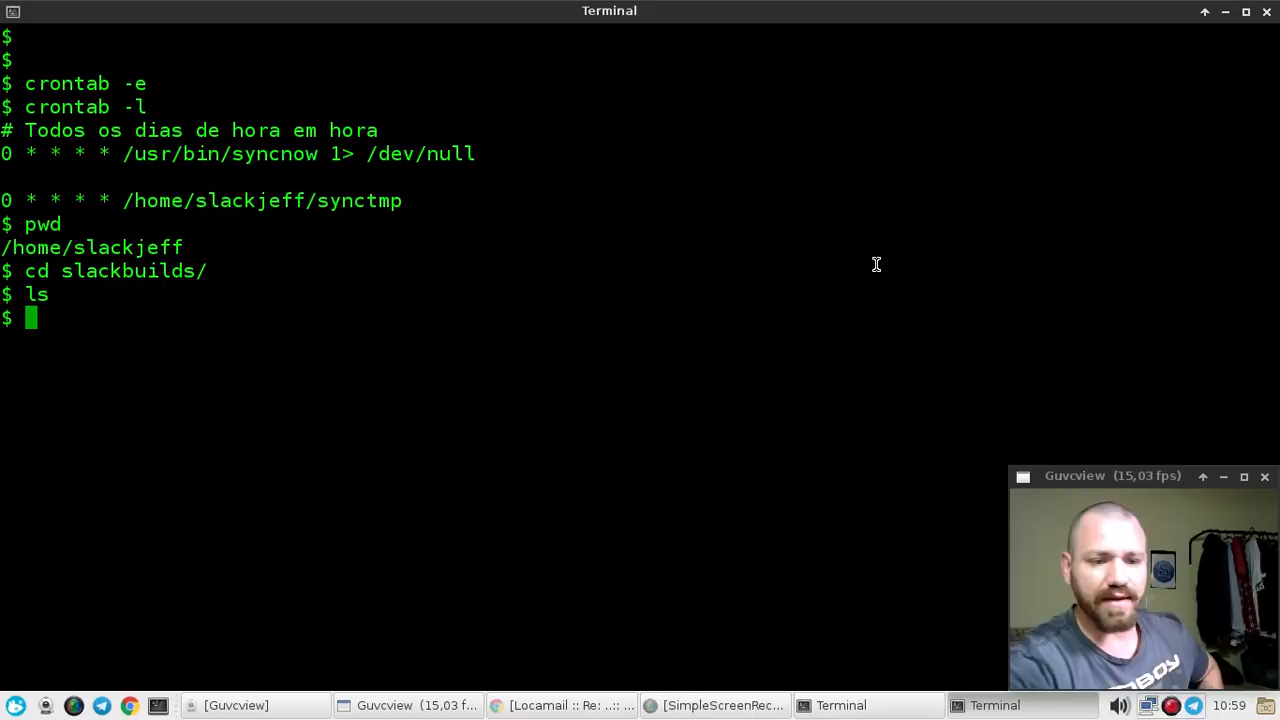 Terminal
$
$
$ crontab -e
$ crontab -l
# Todos os dias de hora em hora
0 * * * * /usr/bin/syncnow 1> /dev/null
0 * * * * /home/slackjeff/synctmp
$ pwd
/home/slackjeff
$ cd slackbuilds/
$ ls
$
Guvcview (15,03 fps)
[Guvcview]
Guvcview (15,0 f...
[Locamail :: Re: ..:: ...
[SimpleScreenRec...
Terminal
Terminal
10:59